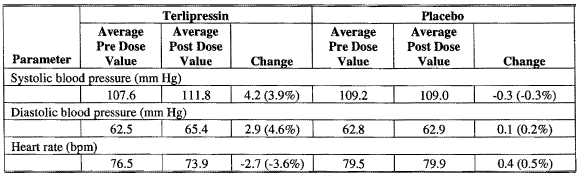 Terlipressin Placebo
Average Average Average Average
Pre Dose Post Dose Pre Dose Post Dose
Parameter Value Value Change Value Value Change
Systolic blood pressure (mm Hg)
107.6 111.8 4.2 (3.9%) 109.2 109.0 -0.3 (-0.3%)
Diastolic blood pressure (mm Hg)
62.5 65.4 2.9 (4.6%) 62.8 62.9 0.1 (0.2%)
Heart rate (bpm)
76.5 73.9 -2.7 (-3.6%) 79.5 79.9 0.4 (0.5%)